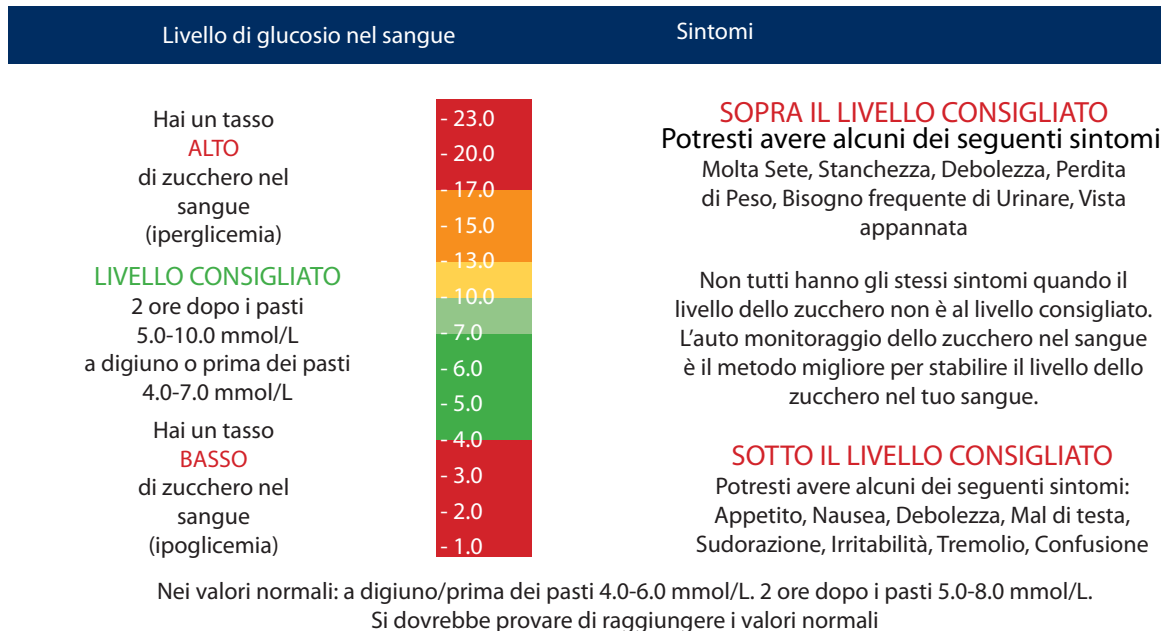 Livello di glucosio nel sangue
Sintomi
Hai un tasso
ALTO
di zucchero nel
sangue
(iperglicemia)
LIVELLO CONSIGLIATO
2 ore dopo i pasti
5.0-10.0 mmol/L
a digiuno o prima dei pasti
4.0-7.0 mmol/L
Hai un tasso
BASSO
di zucchero nel
sangue
(ipoglicemia)
- 23.0
- 20.0
- 17.0
- 15.0
- 13.0
- 10.0
- 7.0
- 6.0
- 5.0
- 4.0
- 3.0
- 2.0
- 1.0
SOPRA IL LIVELLO CONSIGLIATO
Potresti avere alcuni dei seguenti sintomi
Molta Sete, Stanchezza, Debolezza, Perdita
di Peso, Bisogno frequente di Urinare, Vista
appannata
Non tutti hanno gli stessi sintomi quando il
livello dello zucchero non è al livello consigliato.
L'auto monitoraggio dello zucchero nel sangue
è il metodo migliore per stabilire il livello dello
zucchero nel tuo sangue.
SOTTO IL LIVELLO CONSIGLIATO
Potresti avere alcuni dei seguenti sintomi:
Appetito, Nausea, Debolezza, Mal di testa,
Sudorazione, Irritabilità, Tremolio, Confusione
Nei valori normali: a digiuno/prima dei pasti 4.0-6.0 mmol/L. 2 ore dopo i pasti 5.0-8.0 mmol/L.
Si dovrebbe provare di raggiungere i valori normali